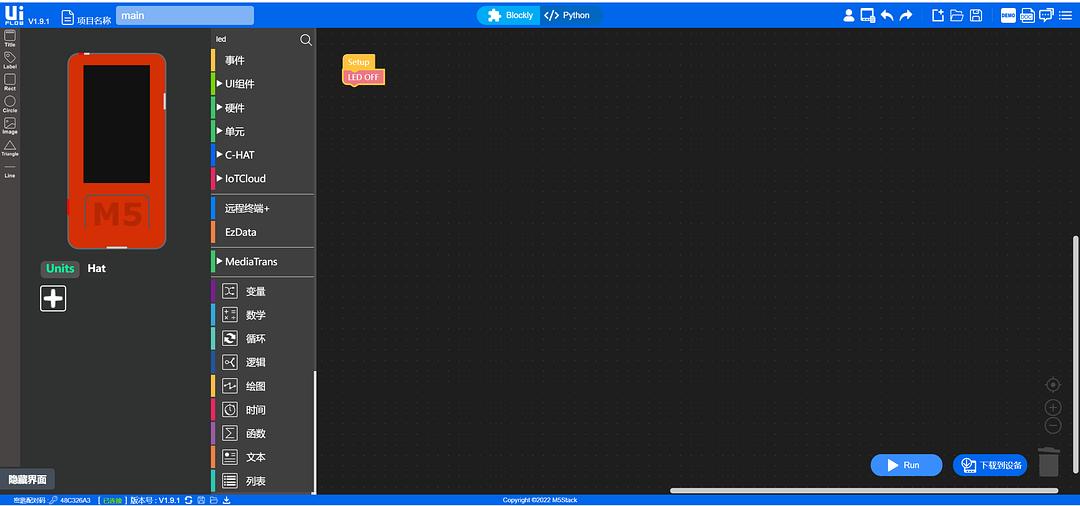 Ui
FLOW
V1.9.1
项目名称
main
Blockly
</> Python
DEMO
DOC
Title
Label
Rect
Circle
Image
Triangle
Line
M5
Units
Hat
隐藏界面
led
事件
UI组件
硬件
单元
C-HAT
IoTCloud
远程终端+
EzData
MediaTrans
变量
数学
循环
逻辑
绘图
时间
函数
文本
列表
Setup
LED OFF
Run
下载到设备
密匙配对码: 48C326A3 [已连接] 版本号 : V1.9.1
Copyright ©2022 M5Stack